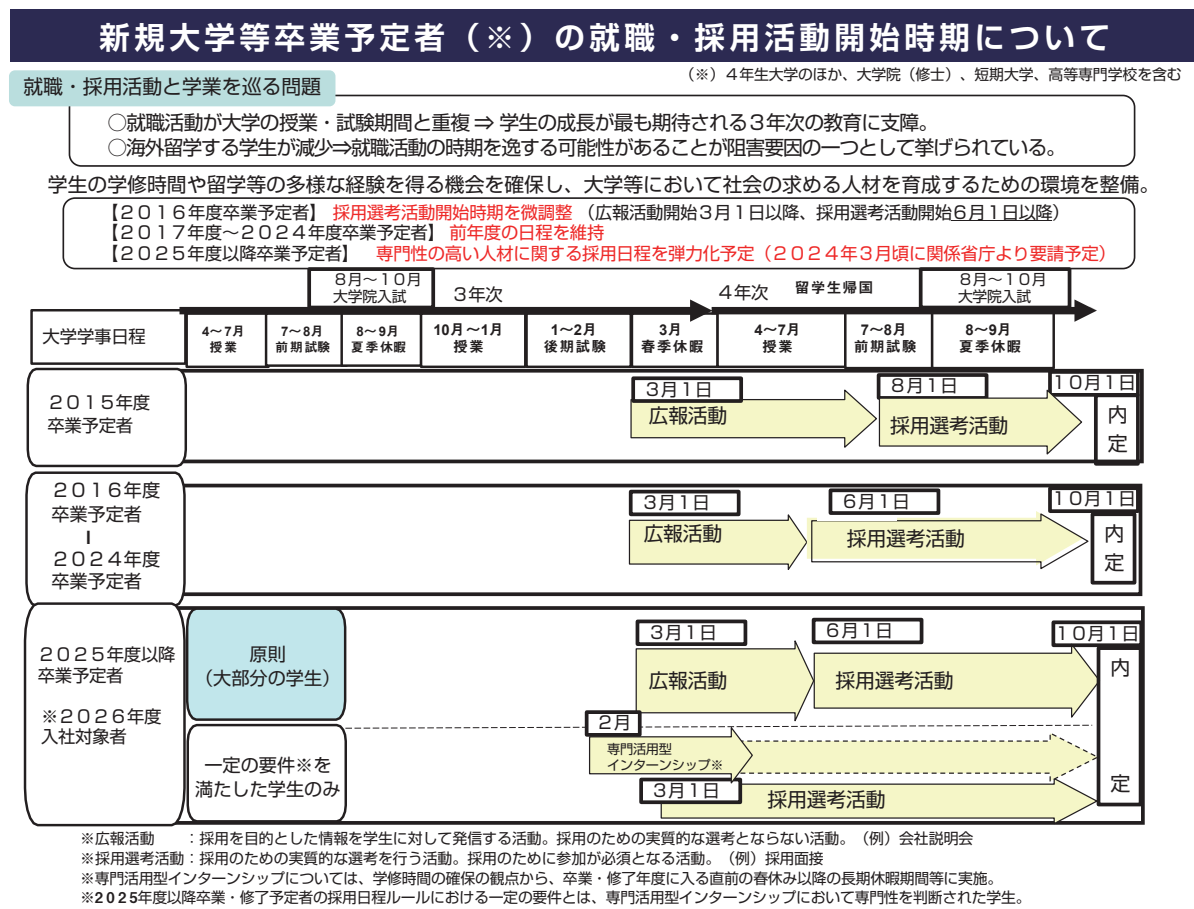 新規大学等卒業予定者（※）の就職・採用活動開始時期について
（※）４年生大学のほか、大学院（修士）、短期大学、高等専門学校を含む
就職・採用活動と学業を巡る問題
○就職活動が大学の授業・試験期間と重複⇒ 学生の成長が最も期待される３年次の教育に支障。
○海外留学する学生が減少⇒就職活動の時期を逸する可能性があることが阻害要因の一つとして挙げられている。
学生の学修時間や留学等の多様な経験を得る機会を確保し、大学等において社会の求める人材を育成するための環境を整備。
【２０１６年度卒業予定者】 採用選考活動開始時期を微調整 （広報活動開始３月１日以降、採用選考活動開始６月１日以降）
【２０１７年度～２０２４年度卒業予定者】 前年度の日程を維持
【２０２５年度以降卒業予定者】 専門性の高い人材に関する採用日程を弾力化予定（２０２４年３月頃に関係省庁より要請予定）
８月～１０月
大学院入試
３年次
４年次
留学生帰国
８月～１０月
大学院入試
大学学事日程
４～７月
授業
７～８月
前期試験
８～９月
夏季休暇
１０月～１月
授業
１～２月
後期試験
３月
春季休暇
４～７月
授業
７～８月
前期試験
８～９月
夏季休暇
２０１５年度
卒業予定者
３月１日
広報活動
８月１日
採用選考活動
１０月１日
内
定
２０１６年度
卒業予定者
ー
２０２４年度
卒業予定者
３月１日
広報活動
６月１日
採用選考活動
１０月１日
内
定
２０２５年度以降
卒業予定者
※２０２６年度
入社対象者
原則
（大部分の学生）
３月１日
広報活動
６月１日
採用選考活動
１０月１日
内
定
一定の要件※を
満たした学生のみ
２月
専門活用型
インターンシップ※
３月１日
採用選考活動
※広報活動　　：採用を目的とした情報を学生に対して発信する活動。採用のための実質的な選考とならない活動。（例）会社説明会
※採用選考活動：採用のための実質的な選考を行う活動。採用のために参加が必須となる活動。（例）採用面接
※専門活用型インターンシップについては、学修時間の確保の観点から、卒業・修了年度に入る直前の春休み以降の長期休暇期間等に実施。
※２０２５年度以降卒業・修了予定者の採用日程ルールにおける一定の要件とは、専門活用型インターンシップにおいて専門性を判断された学生。